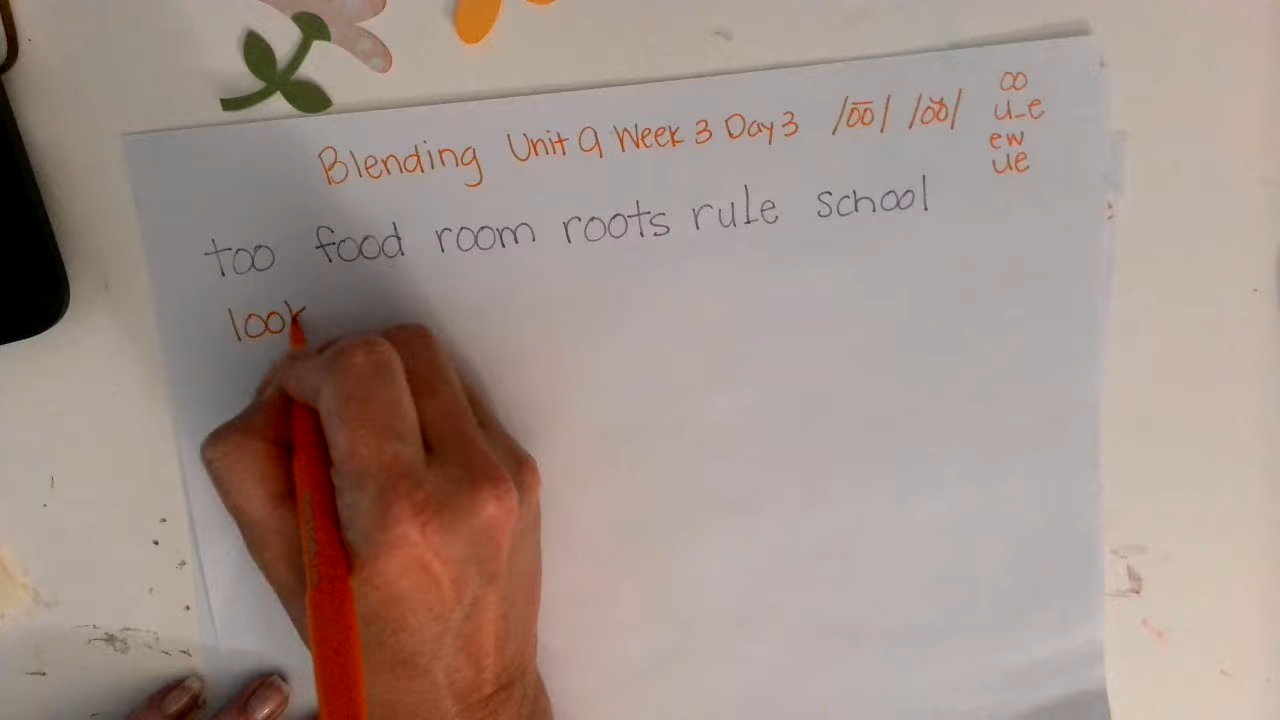 Blending Unit 9 Week 3 Day 3 /o͞o/ /o͝o/
oo
u_e
ew
ue
too food room roots rule school
look